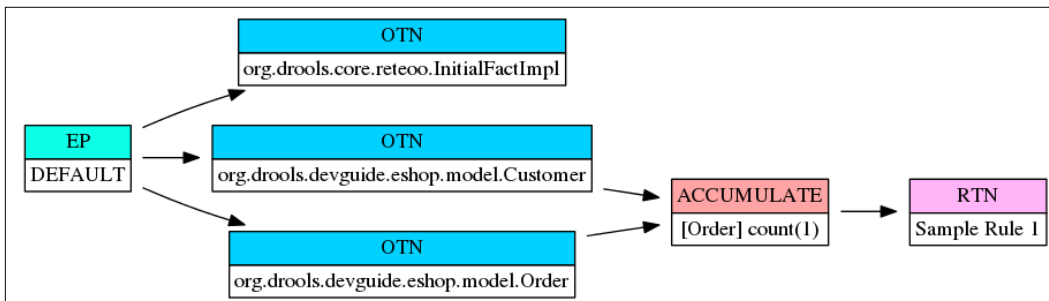 OTN
org.drools.core.reteoo.InitialFactImpl
EP
DEFAULT
OTN
org.drools.devguide.eshop.model.Customer
OTN
org.drools.devguide.eshop.model.Order
ACCUMULATE
[Order] count(1)
RTN
Sample Rule 1